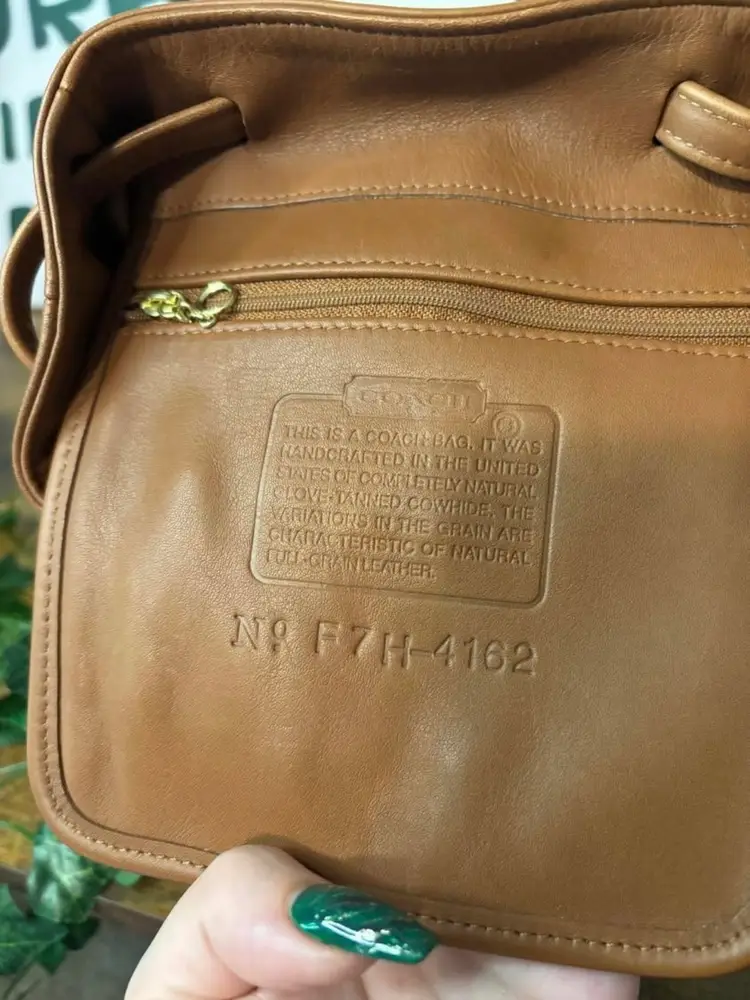 COACH
THIS IS A COACH BAG. IT WAS
HANDCRAFTED IN THE UNITED
STATES OF COMPLETELY NATURAL
GLOVE-TANNED COWHIDE. THE
VARIATIONS IN THE GRAIN ARE
CHARACTERISTIC OF NATURAL
FULL-GRAIN LEATHER.
Nº F7H-4162